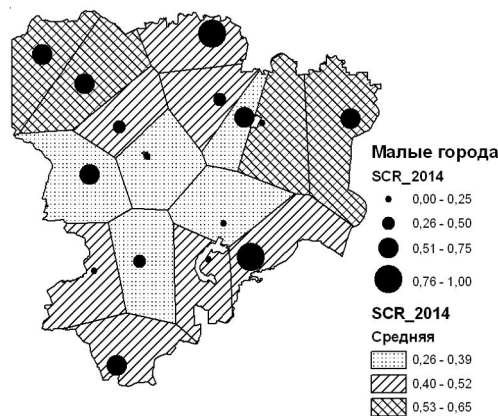 Малые города
SCR_2014
0,00 - 0,25
0,26 - 0,50
0,51 - 0,75
0,76 - 1,00
SCR_2014
Средняя
0,26 - 0,39
0,40 - 0,52
0,53 - 0,65